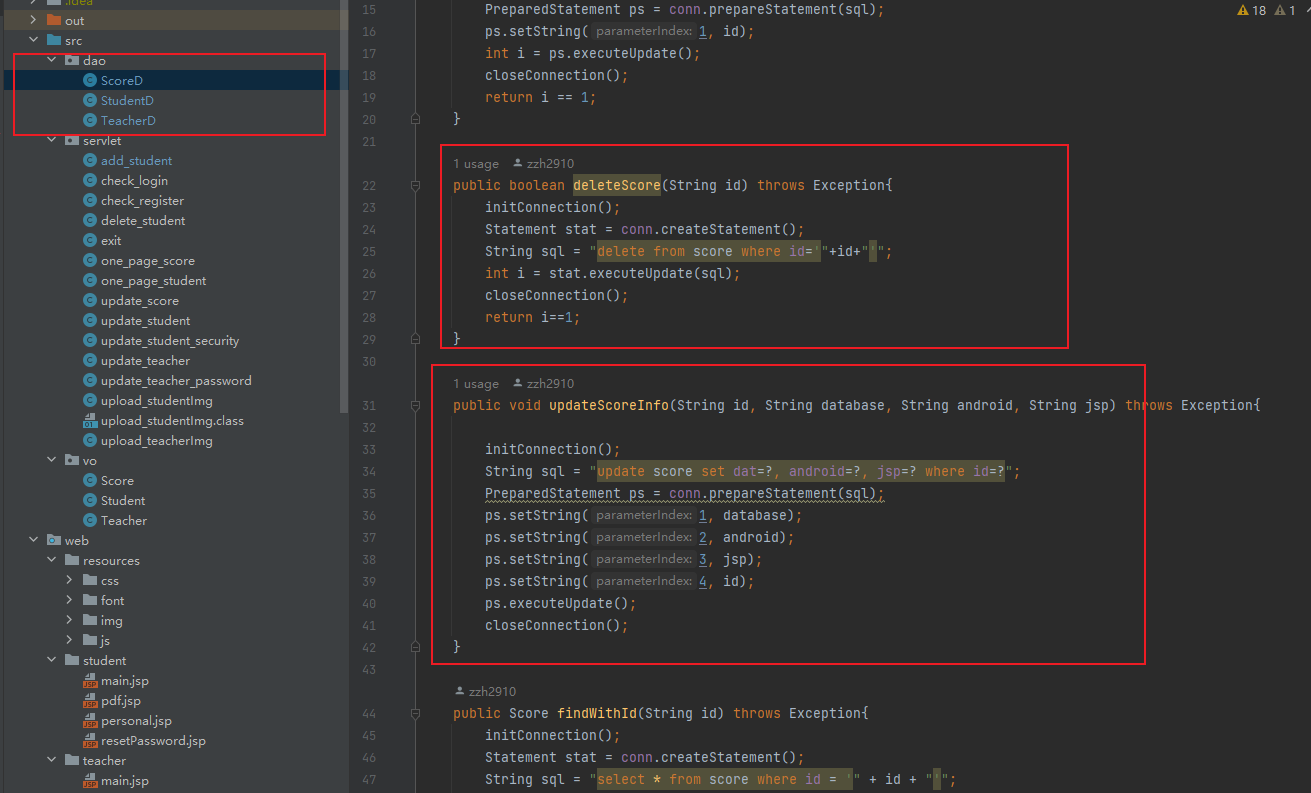 .idea
out
src
dao
ScoreD
StudentD
TeacherD
servlet
add_student
check_login
check_register
delete_student
exit
one_page_score
one_page_student
update_score
update_student
update_student_security
update_teacher
update_teacher_password
upload_studentImg
upload_studentImg.class
upload_teacherImg
vo
Score
Student
Teacher
web
resources
css
font
img
js
student
main.jsp
pdf.jsp
personal.jsp
resetPassword.jsp
teacher
main.jsp
18 1
15 PreparedStatement ps = conn.prepareStatement(sql);
16 ps.setString( parameterIndex: 1, id);
17 int i = ps.executeUpdate();
18 closeConnection();
19 return i == 1;
20 }
21
1 usage zzh2910
22 public boolean deleteScore(String id) throws Exception{
23 initConnection();
24 Statement stat = conn.createStatement();
25 String sql = "delete from score where id='"+id+"'";
26 int i = stat.executeUpdate(sql);
27 closeConnection();
28 return i==1;
29 }
30
1 usage zzh2910
31 public void updateScoreInfo(String id, String database, String android, String jsp) throws Exception{
32
33 initConnection();
34 String sql = "update score set dat=?, android=?, jsp=? where id=?";
35 PreparedStatement ps = conn.prepareStatement(sql);
36 ps.setString( parameterIndex: 1, database);
37 ps.setString( parameterIndex: 2, android);
38 ps.setString( parameterIndex: 3, jsp);
39 ps.setString( parameterIndex: 4, id);
40 ps.executeUpdate();
41 closeConnection();
42 }
43
zzh2910
44 public Score findWithId(String id) throws Exception{
45 initConnection();
46 Statement stat = conn.createStatement();
47 String sql = "select * from score where id = '" + id + "'";